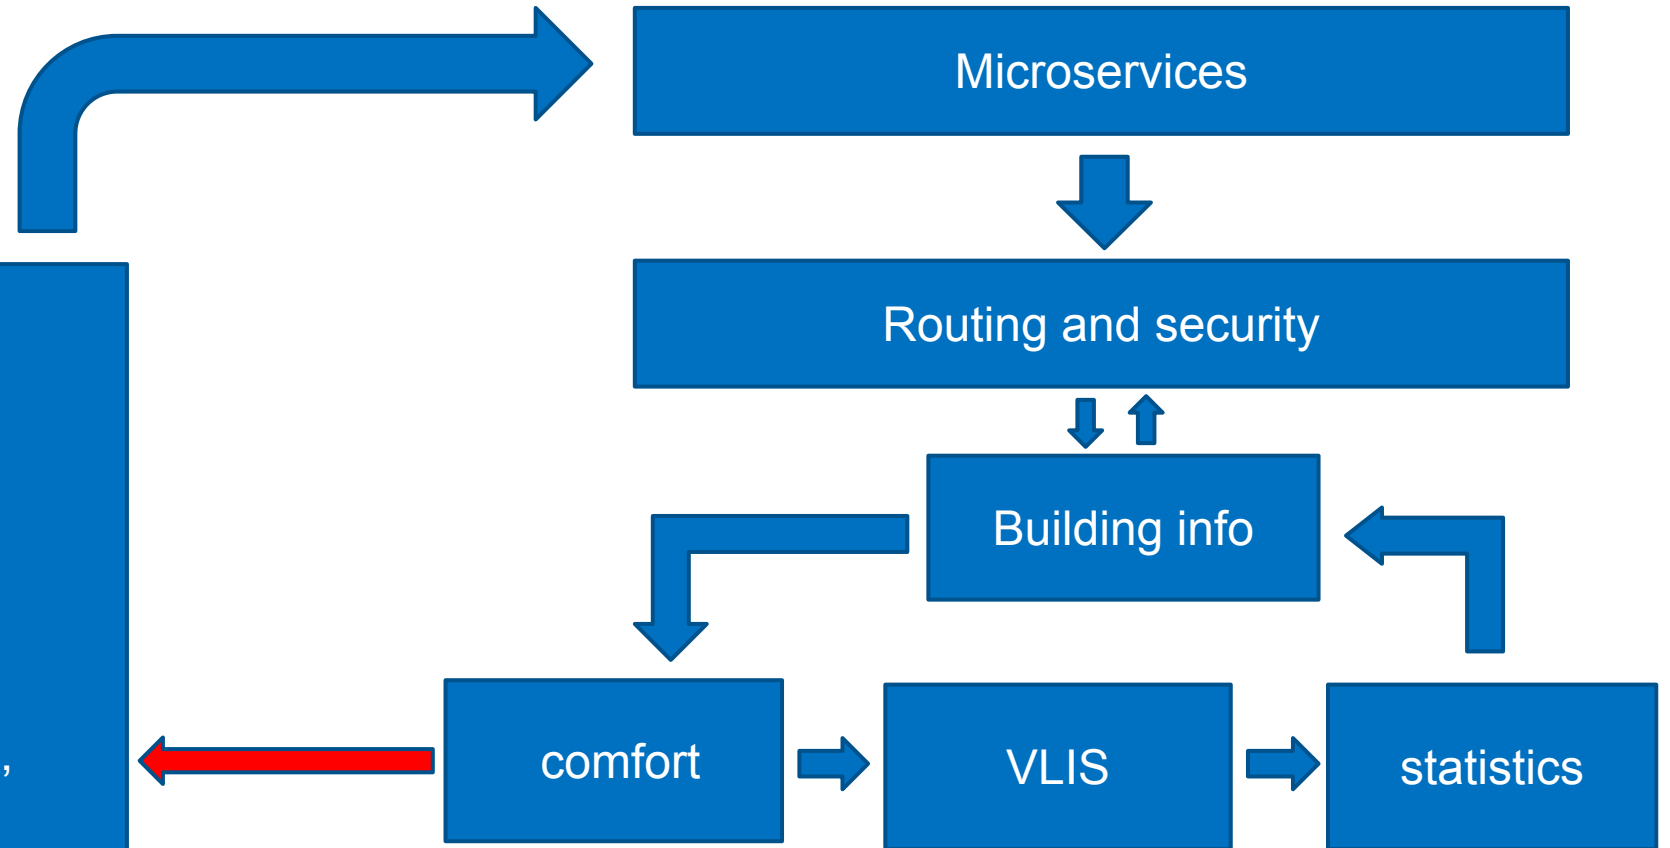 Microservices
Routing and security
Building info
,
comfort
VLIS
statistics